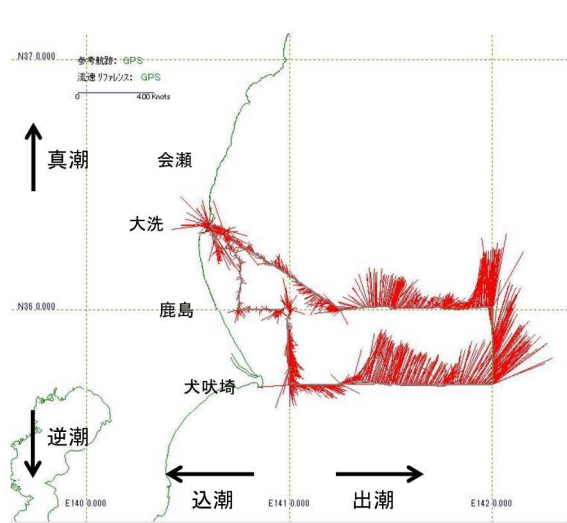 N37 0.000
参考航跡: GPS
流速リファレンス: GPS
0 4.00 Knots
真潮
会瀬
大洗
鹿島
N36 0.000
犬吠埼
逆潮
込潮
出潮
E140 0.000
E141 0.000
E142 0.000